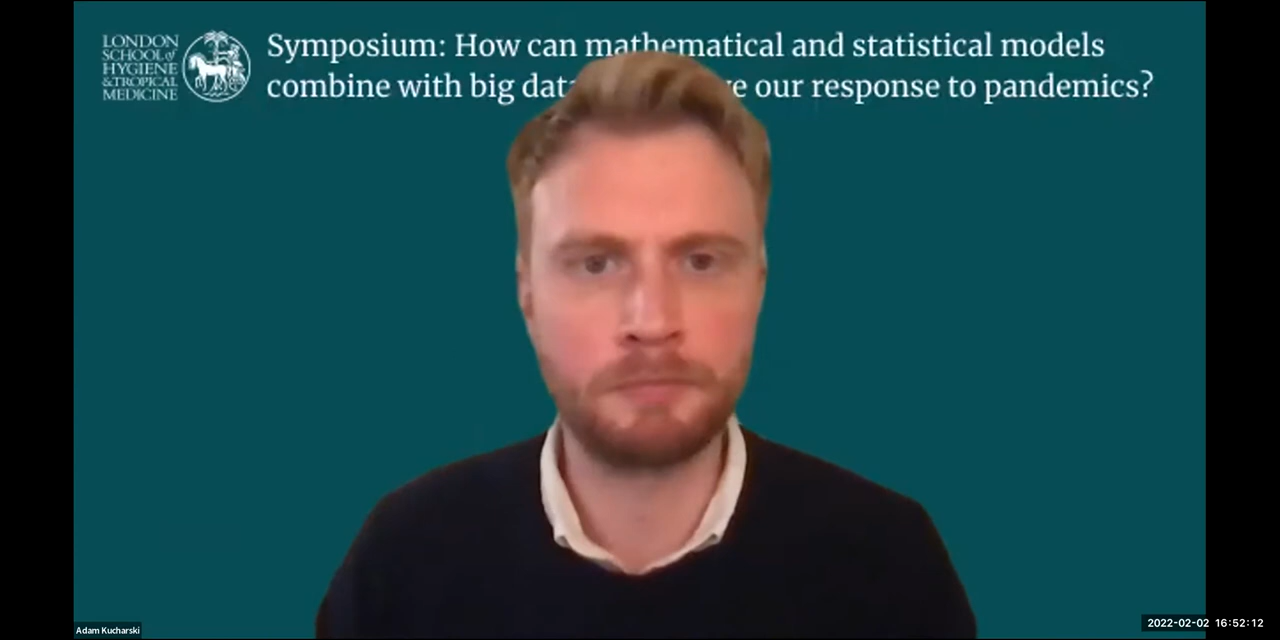 LONDON
SCHOOL of
HYGIENE
& TROPICAL
MEDICINE
Symposium: How can mathematical and statistical models
combine with big dat e our response to pandemics?
Adam Kucharski
2022-02-02 16:52:12